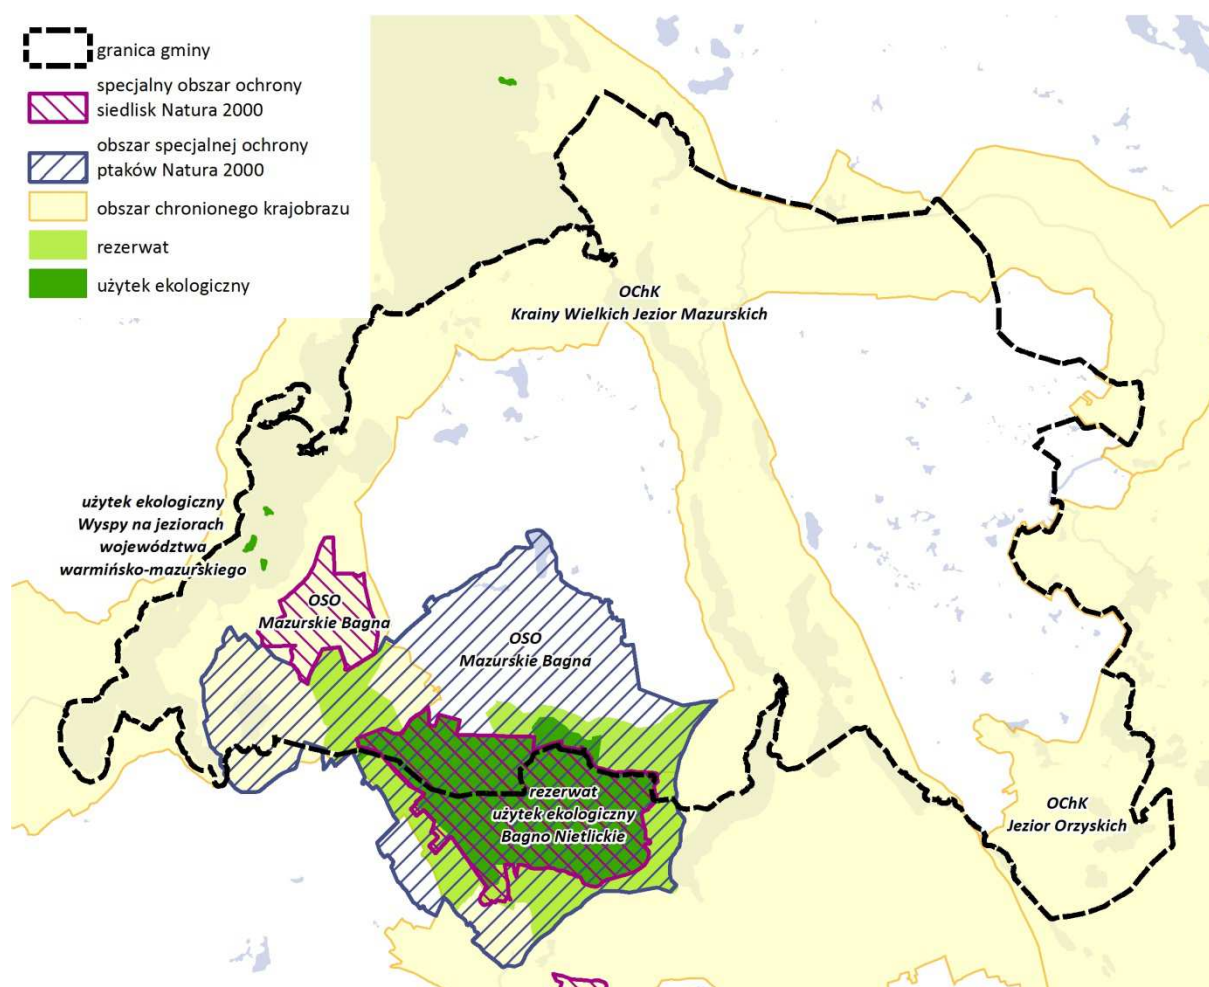 granica gminy
specjalny obszar ochrony
siedlisk Natura 2000
obszar specjalnej ochrony
ptaków Natura 2000
obszar chronionego krajobrazu
rezerwat
użytek ekologiczny
OChK
Krainy Wielkich Jezior Mazurskich
użytek ekologiczny
Wyspy na jeziorach
województwa
warmińsko-mazurskiego
OSO
Mazurskie Bagna
OSO
Mazurskie Bagna
rezerwat
użytek ekologiczny
Bagno Nietlickie
OChK
Jezior Orzyskich